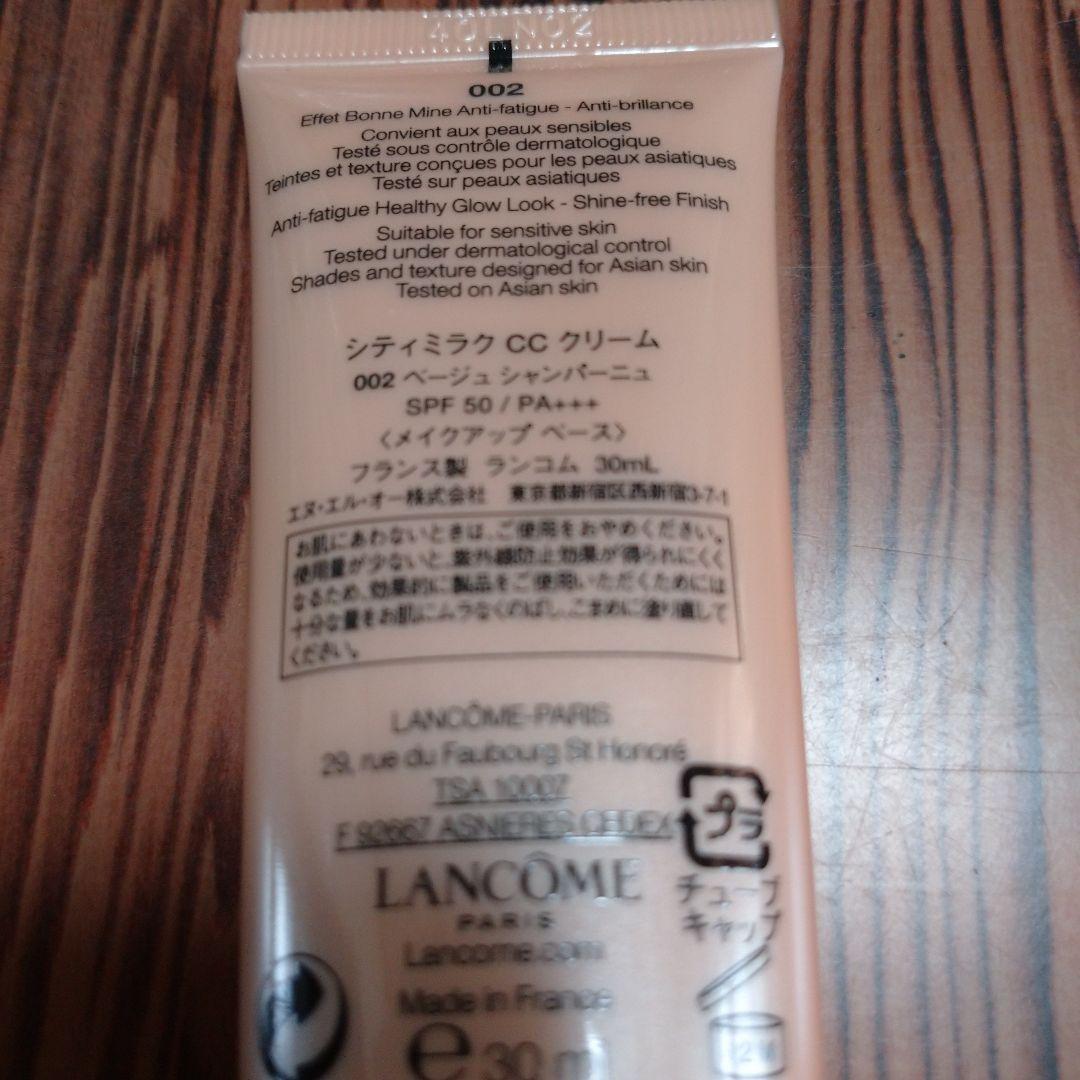 40
002
Effet Bonne Mine Anti-fatigue - Anti-brillance
Convient aux peaux sensibles
Testé sous contrôle dermatologique
Teintes et texture conçues pour les peaux asiatiques
Testé sur peaux asiatiques
Anti-fatigue Healthy Glow Look - Shine-free Finish
Suitable for sensitive skin
Tested under dermatological control
Shades and texture designed for Asian skin
Tested on Asian skin
シティミラク CC クリーム
002 ベージュ シャンパーニュ
SPF 50 / PA+++
〈メイクアップ ベース〉
フランス製 ランコム 30mL
エヌ・エル・オー株式会社 東京都新宿区西新宿3-7-1
お肌にあわないときは、ご使用をおやめください。
使用量が少ないと、紫外線防止効果が得られにくく
なるため、効果的に製品をご使用いただくためには
十分な量をお肌にムラなくのばし、こまめに塗り直して
ください。
LANCÔME-PARIS
29, rue du Faubourg St Honoré
TSA 10007
F 92667 ASNIERES CEDEX
プラ
チューブ
キャップ
LANCÔME
PARIS
Lancome.com
Made in France
e 30 ml
12M